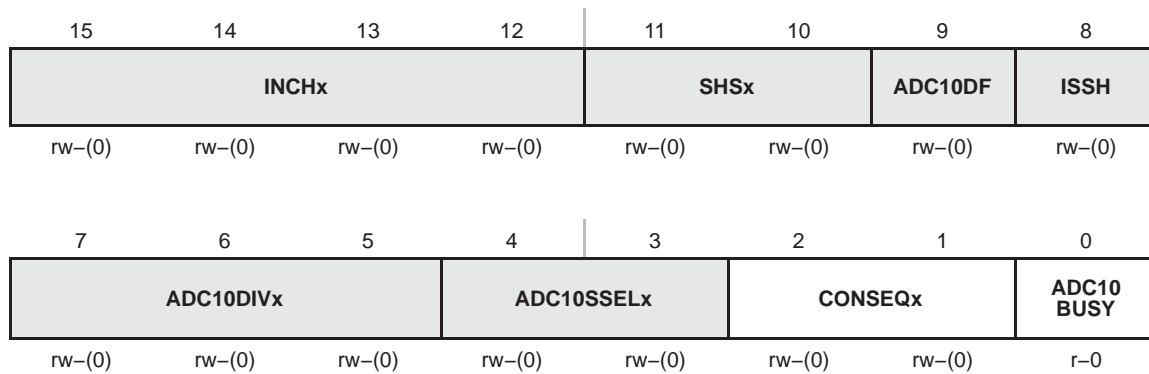 15 14 13 12 11 10 9 8
INCHx SHSx ADC10DF ISSH
rw−(0) rw−(0) rw−(0) rw−(0) rw−(0) rw−(0) rw−(0) rw−(0)
7 6 5 4 3 2 1 0
ADC10DIVx ADC10SSELx CONSEQx ADC10
BUSY
rw−(0) rw−(0) rw−(0) rw−(0) rw−(0) rw−(0) rw−(0) r−0